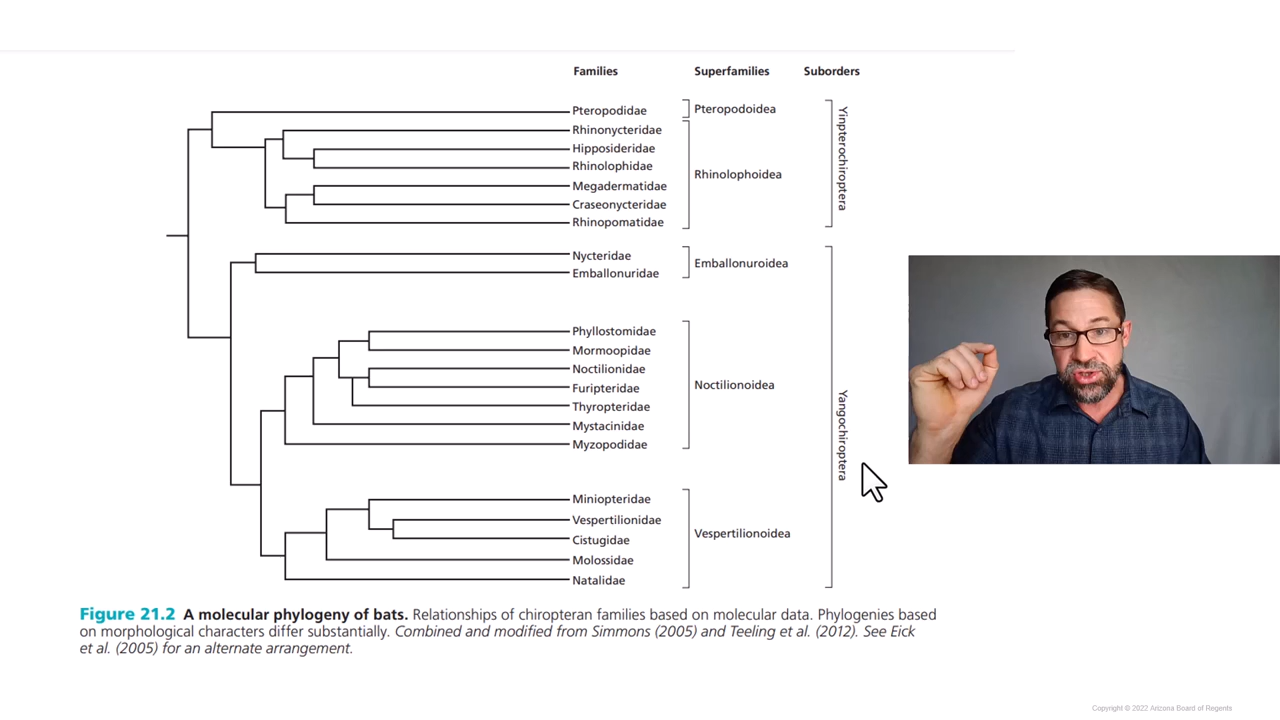 Families Superfamilies Suborders
Pteropodidae
Pteropodoidea
Rhinonycteridae
Hipposideridae
Rhinolophidae
Rhinolophoidea
Megadermatidae
Craseonycteridae
Rhinopomatidae
Yinpterochiroptera
Nycteridae
Emballonuroidea
Emballonuridae
Phyllostomidae
Mormoopidae
Noctilionidae
Noctilionoidea
Furipteridae
Thyropteridae
Mystacinidae
Myzopodidae
Yangochiroptera
Miniopteridae
Vespertilionidae
Vespertilionoidea
Cistugidae
Molossidae
Natalidae
Figure 21.2 A molecular phylogeny of bats. Relationships of chiropteran families based on molecular data. Phylogenies based
on morphological characters differ substantially. Combined and modified from Simmons (2005) and Teeling et al. (2012). See Eick
et al. (2005) for an alternate arrangement.
Copyright © 2022 Arizona Board of Regents